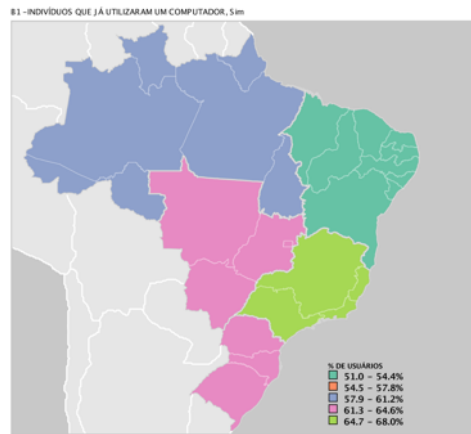 B1 -INDIVÍDUOS QUE JÁ UTILIZARAM UM COMPUTADOR, Sim
% DE USUÁRIOS
51.0 - 54.4%
54.5 - 57.8%
57.9 - 61.2%
61.3 - 64.6%
64.7 - 68.0%